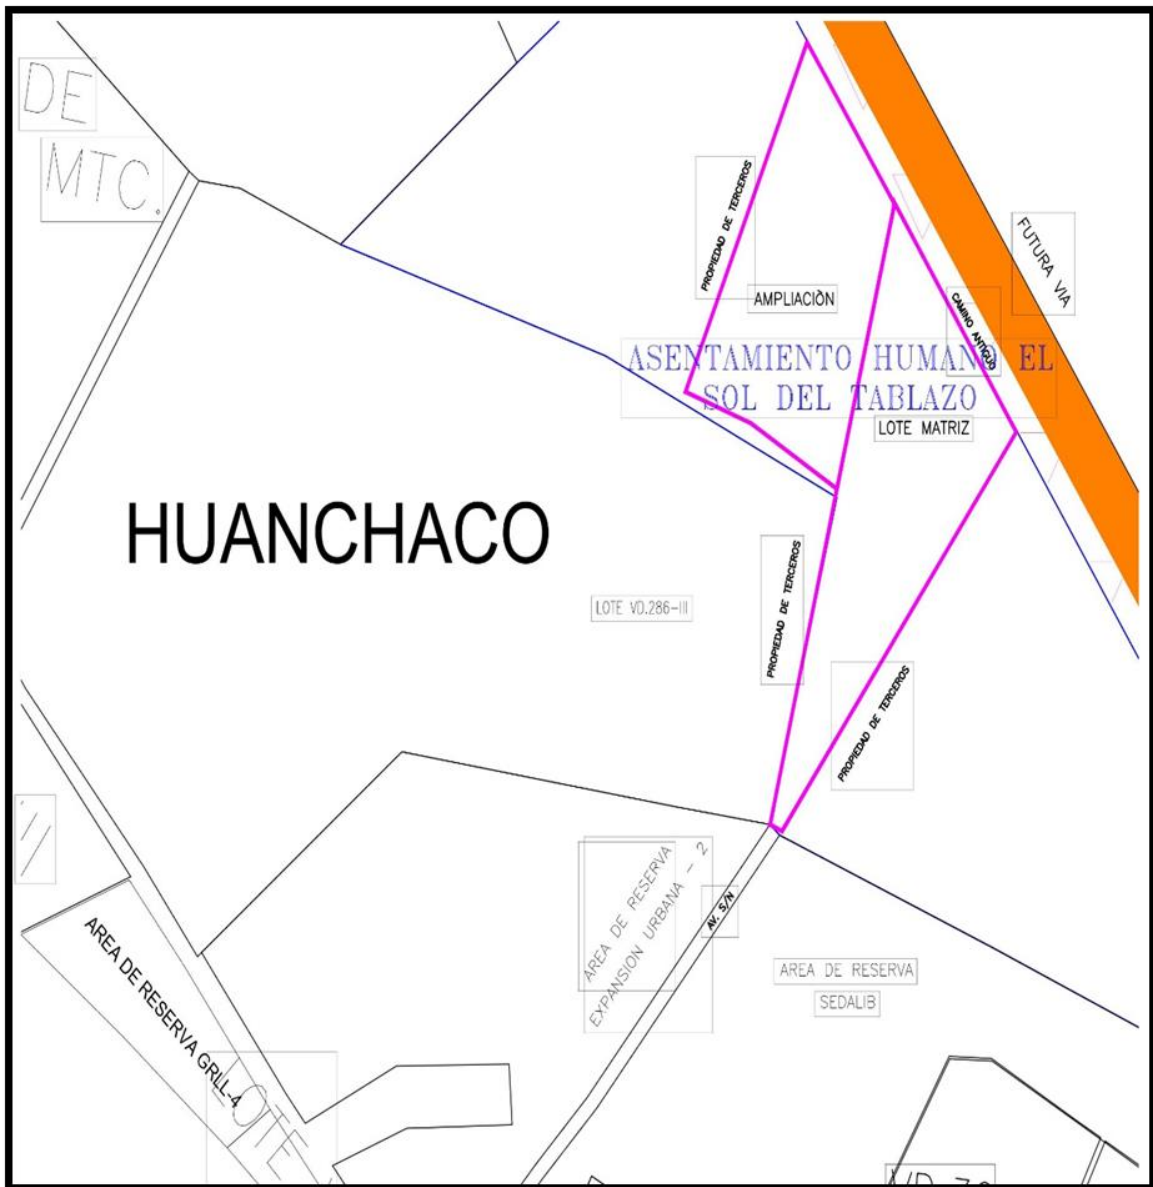 DE
MTC.
PROPIEDAD DE TERCEROS
FUTURA VIA
AMPLIACIÒN
CAMINO ANTIGUO
ASENTAMIENTO HUMANO EL
SOL DEL TABLAZO
LOTE MATRIZ
HUANCHACO
PROPIEDAD DE TERCEROS
LOTE VD.286-III
PROPIEDAD DE TERCEROS
AREA DE RESERVA
EXPANSION URBANA - 2
AV. S/N
AREA DE RESERVA GRLL-4
AREA DE RESERVA
SEDALIB
LOTE